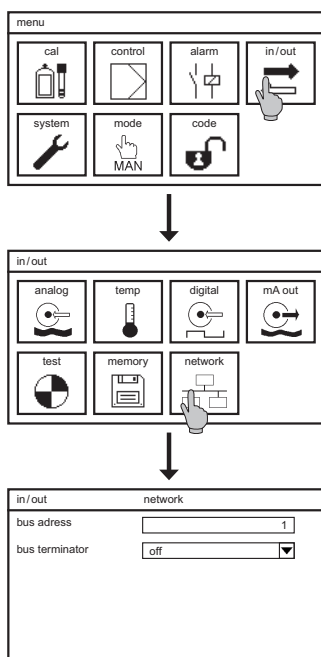 menu
cal control alarm in/out
system mode code
MAN
in/out
analog temp digital mA out
test memory network
in/out network
bus adress 1
bus terminator off